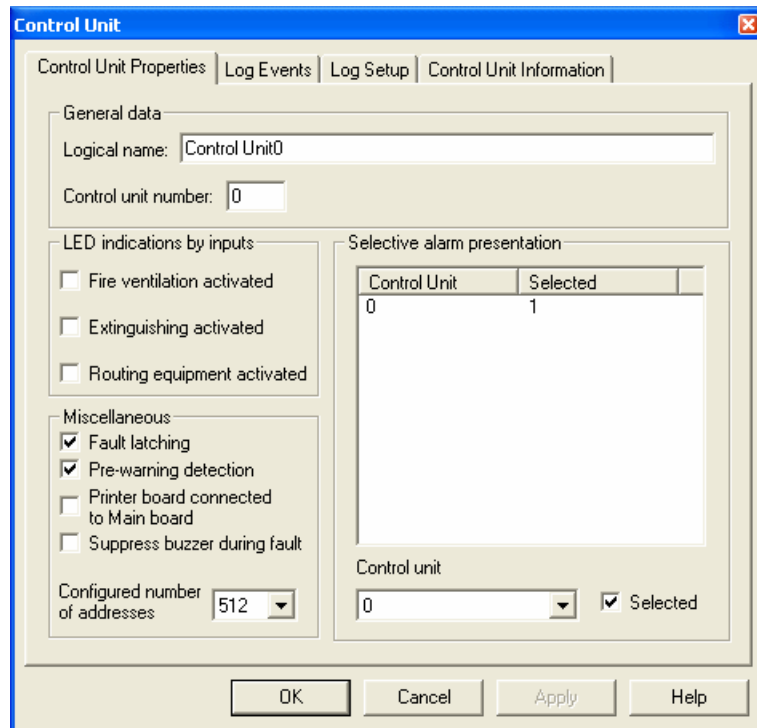 Control Unit
Control Unit Properties Log Events Log Setup Control Unit Information
General data
Logical name: Control Unit0
Control unit number: 0
LED indications by inputs
Fire ventilation activated
Extinguishing activated
Routing equipment activated
Miscellaneous
Fault latching
Pre-warning detection
Printer board connected
to Main board
Suppress buzzer during fault
Configured number
of addresses
512
Selective alarm presentation
Control Unit Selected
0 1
Control unit
0 Selected
OK Cancel Apply Help